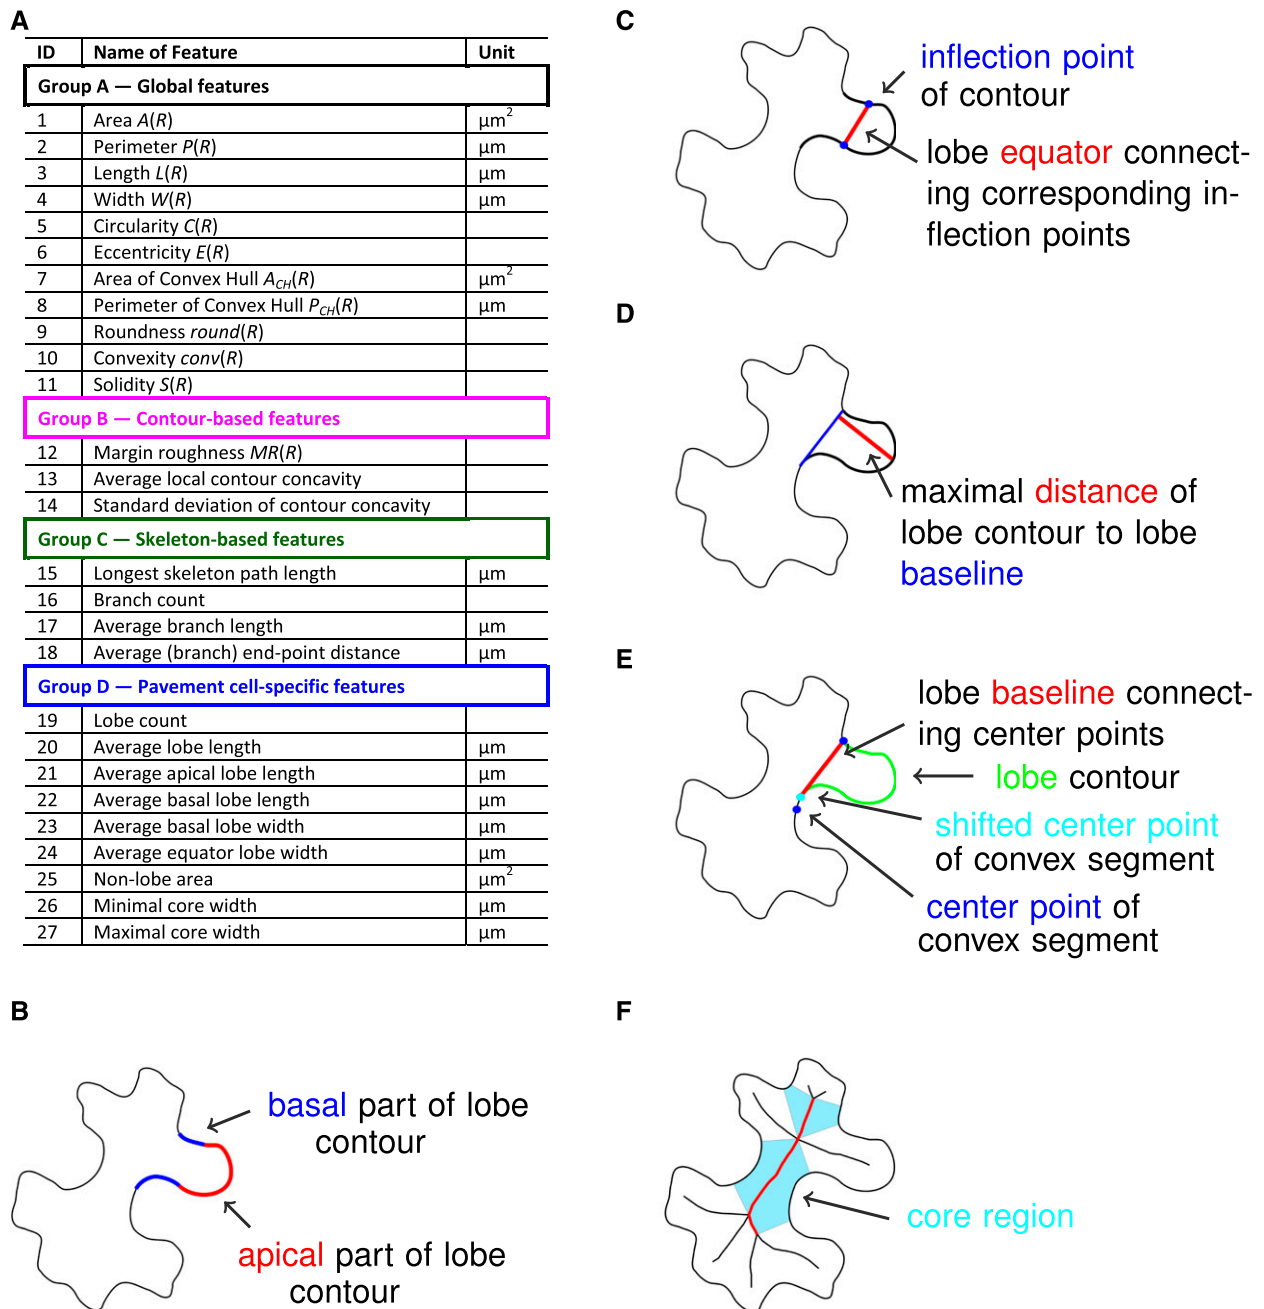 A
ID Name of Feature Unit
Group A — Global features
1 Area A(R) µm²
2 Perimeter P(R) µm
3 Length L(R) µm
4 Width W(R) µm
5 Circularity C(R)
6 Eccentricity E(R)
7 Area of Convex Hull A_CH(R) µm²
8 Perimeter of Convex Hull P_CH(R) µm
9 Roundness round(R)
10 Convexity conv(R)
11 Solidity S(R)
Group B — Contour-based features
12 Margin roughness MR(R)
13 Average local contour concavity
14 Standard deviation of contour concavity
Group C — Skeleton-based features
15 Longest skeleton path length µm
16 Branch count
17 Average branch length µm
18 Average (branch) end-point distance µm
Group D — Pavement cell-specific features
19 Lobe count
20 Average lobe length µm
21 Average apical lobe length µm
22 Average basal lobe length µm
23 Average basal lobe width µm
24 Average equator lobe width µm
25 Non-lobe area µm²
26 Minimal core width µm
27 Maximal core width µm
B
basal part of lobe
contour
apical part of lobe
contour
C
inflection point
of contour
lobe equator connect-
ing corresponding in-
flection points
D
maximal distance of
lobe contour to lobe
baseline
E
lobe baseline connect-
ing center points
lobe contour
shifted center point
of convex segment
center point of
convex segment
F
core region